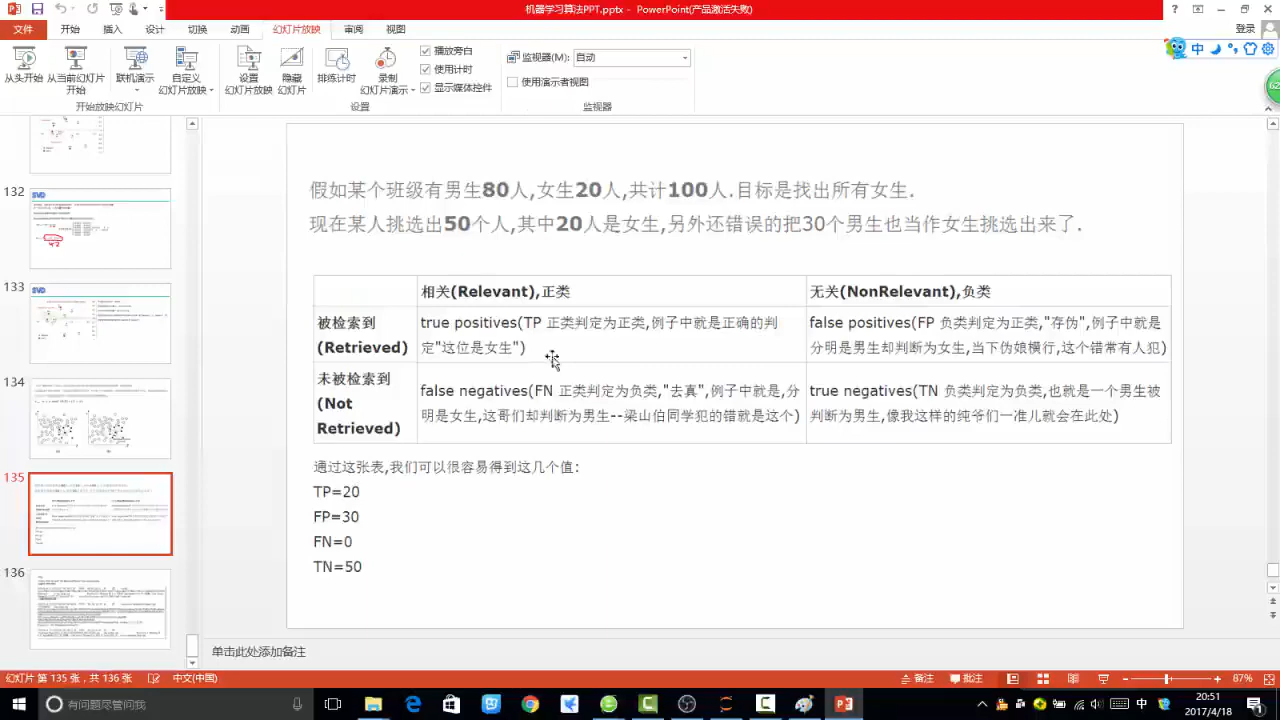 机器学习算法PPT.pptx - PowerPoint(产品激活失败)
文件 开始 插入 设计 切换 动画 幻灯片放映 审阅 视图 登录
从头开始 从当前幻灯片开始 联机演示 自定义幻灯片放映 设置幻灯片放映 隐藏幻灯片 排练计时 录制幻灯片演示
播放旁白
使用计时
显示媒体控件
监视器(M): 自动
使用演示者视图
开始放映幻灯片 设置 监视器
中
62
132
SVD
133
SVD
134
135
136
假如某个班级有男生80人,女生20人,共计100人.目标是找出所有女生.
现在某人挑选出50个人,其中20人是女生,另外还错误的把30个男生也当作女生挑选出来了.
相关(Relevant),正类 无关(NonRelevant),负类
被检索到(Retrieved)
true positives(TP 正类判定为正类,例子中就是正确的判
定"这位是女生")
false positives(FP 负类判定为正类,"存伪",例子中就是
分明是男生却判断为女生,当下伪娘横行,这个错常有人犯)
未被检索到
(Not
Retrieved)
false negatives(FN 正类判定为负类,"去真",例子中就是,分
明是女生,这哥们却判断为男生--梁山伯同学犯的错就是这个)
true negatives(TN 负类判定为负类,也就是一个男生被
判断为男生,像我这样的纯爷们一准儿就会在此处)
通过这张表,我们可以很容易得到这几个值:
TP=20
FP=30
FN=0
TN=50
单击此处添加备注
幻灯片 第 135 张，共 136 张 中文(中国) 备注 批注 87%
有问题尽管问我
中
20:51
2017/4/18